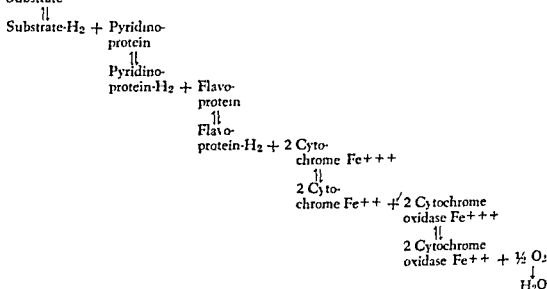 Substrate
Substrate-H₂ + Pyridino-
protein
Pyridino-
protein-H₂ + Flavo-
protein
Flavo-
protein-H₂ + 2 Cyto-
chrome Fe+++
2 Cyto-
chrome Fe++ + 2 Cytochrome
oxidase Fe+++
2 Cytochrome
oxidase Fe++ + ½ O₂
H₂O